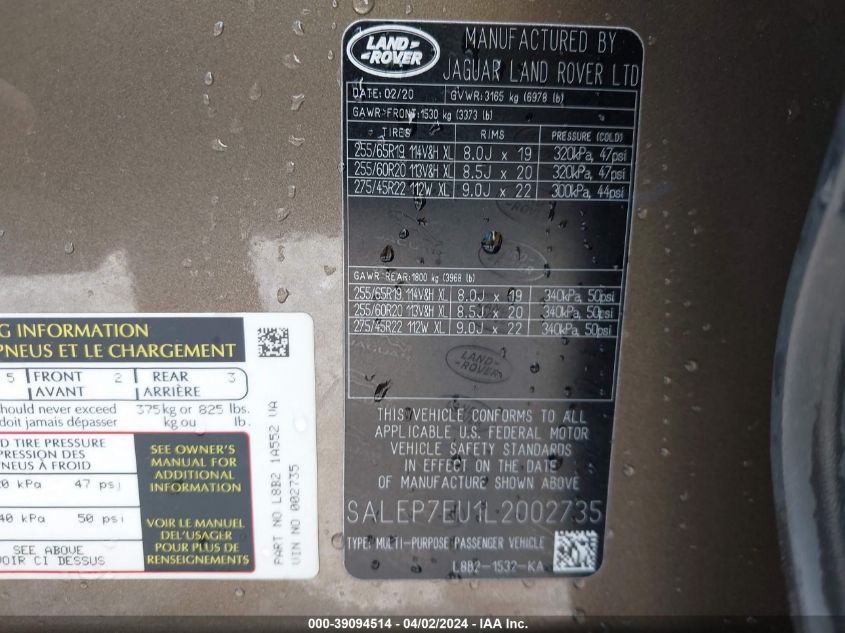 LAND-
ROVER
MANUFACTURED BY
JAGUAR LAND ROVER LTD
DATE: 02/20 GVWR: 3165 kg (6978 lb)
GAWR-FRONT: 1530 kg (3373 lb)
TIRES RIMS PRESSURE (COLD)
255/65R19 114V&H XL 8.0J x 19 320kPa, 47psi
255/60R20 113V&H XL 8.5J x 20 320kPa, 47psi
275/45R22 112W XL 9.0J x 22 300kPa, 44psi
GAWR-REAR: 1800 kg (3968 lb)
255/65R19 114V&H XL 8.0J x 19 340kPa, 50psi
255/60R20 113V&H XL 8.5J x 20 340kPa, 50psi
275/45R22 112W XL 9.0J x 22 340kPa, 50psi
LAND-
ROVER
THIS VEHICLE CONFORMS TO ALL
APPLICABLE U.S. FEDERAL MOTOR
VEHICLE SAFETY STANDARDS
IN EFFECT ON THE DATE
OF MANUFACTURE SHOWN ABOVE
SALEP7EU1L2002735
TYPE: MULTI-PURPOSE PASSENGER VEHICLE
L8B2-1532-KA
G INFORMATION
PNEUS ET LE CHARGEMENT
5 FRONT 2 REAR 3
AVANT ARRIÈRE
hould never exceed 375 kg or 825 lbs.
doit jamais dépasser kg ou lb.
D TIRE PRESSURE
PRESSION DES
NEUS À FROID
20 kPa 47 psi
40 kPa 50 psi
SEE ABOVE
OIR CI DESSUS
SEE OWNER'S
MANUAL FOR
ADDITIONAL
INFORMATION
VOIR LE MANUEL
DEL'USAGER
POUR PLUS DE
RENSEIGNEMENTS
PART NO L8B2 1A552 VA
VIN NO 002735
000-39094514 - 04/02/2024 - IAA Inc.